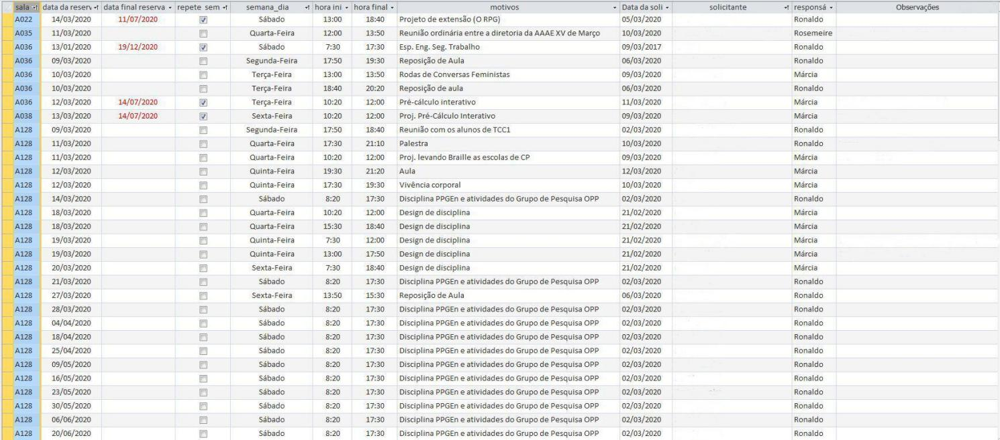 sala data da reserv data final reserva repete_sem semana_dia hora ini hora final motivos Data da soli solicitante responsá Observações
A022 14/03/2020 11/07/2020 Sábado 13:00 18:40 Projeto de extensão (O RPG) 05/03/2020 Ronaldo
A035 11/03/2020 Quarta-Feira 12:00 13:50 Reunião ordinária entre a diretoria da AAAE XV de Março 10/03/2020 Rosemeire
A036 13/01/2020 19/12/2020 Sábado 7:30 17:30 Esp. Eng. Seg. Trabalho 09/03/2017 Ronaldo
A036 09/03/2020 Segunda-Feira 17:50 19:30 Reposição de Aula 06/03/2020 Ronaldo
A036 10/03/2020 Terça-Feira 13:00 13:50 Rodas de Conversas Feministas 09/03/2020 Márcia
A036 10/03/2020 Terça-Feira 18:40 20:20 Reposição de aula 06/03/2020 Ronaldo
A036 12/03/2020 14/07/2020 Terça-Feira 10:20 12:00 Pré-cálculo interativo 11/03/2020 Márcia
A038 13/03/2020 14/07/2020 Sexta-Feira 10:20 12:00 Proj. Pré-Cálculo Interativo 09/03/2020 Márcia
A128 09/03/2020 Segunda-Feira 17:50 18:40 Reunião com os alunos de TCC1 02/03/2020 Ronaldo
A128 11/03/2020 Quarta-Feira 17:30 21:10 Palestra 10/03/2020 Ronaldo
A128 11/03/2020 Quarta-Feira 10:20 12:00 Proj. levando Braille as escolas de CP 09/03/2020 Márcia
A128 12/03/2020 Quinta-Feira 19:30 21:20 Aula 12/03/2020 Márcia
A128 12/03/2020 Quinta-Feira 17:30 19:30 Vivência corporal 10/03/2020 Márcia
A128 14/03/2020 Sábado 8:20 17:30 Disciplina PPGEn e atividades do Grupo de Pesquisa OPP 02/03/2020 Ronaldo
A128 18/03/2020 Quarta-Feira 10:20 12:00 Design de disciplina 21/02/2020 Márcia
A128 18/03/2020 Quarta-Feira 15:30 18:40 Design de disciplina 21/02/2020 Márcia
A128 19/03/2020 Quinta-Feira 7:30 12:00 Design de disciplina 21/02/2020 Márcia
A128 19/03/2020 Quinta-Feira 13:00 17:50 Design de disciplina 21/02/2020 Márcia
A128 20/03/2020 Sexta-Feira 7:30 18:40 Design de disciplina 21/02/2020 Márcia
A128 21/03/2020 Sábado 8:20 17:30 Disciplina PPGEn e atividades do Grupo de Pesquisa OPP 02/03/2020 Ronaldo
A128 27/03/2020 Sexta-Feira 13:50 15:30 Reposição de Aula 06/03/2020 Ronaldo
A128 28/03/2020 Sábado 8:20 17:30 Disciplina PPGEn e atividades do Grupo de Pesquisa OPP 02/03/2020 Ronaldo
A128 04/04/2020 Sábado 8:20 17:30 Disciplina PPGEn e atividades do Grupo de Pesquisa OPP 02/03/2020 Ronaldo
A128 18/04/2020 Sábado 8:20 17:30 Disciplina PPGEn e atividades do Grupo de Pesquisa OPP 02/03/2020 Ronaldo
A128 25/04/2020 Sábado 8:20 17:30 Disciplina PPGEn e atividades do Grupo de Pesquisa OPP 02/03/2020 Ronaldo
A128 09/05/2020 Sábado 8:20 17:30 Disciplina PPGEn e atividades do Grupo de Pesquisa OPP 02/03/2020 Ronaldo
A128 16/05/2020 Sábado 8:20 17:30 Disciplina PPGEn e atividades do Grupo de Pesquisa OPP 02/03/2020 Ronaldo
A128 23/05/2020 Sábado 8:20 17:30 Disciplina PPGEn e atividades do Grupo de Pesquisa OPP 02/03/2020 Ronaldo
A128 30/05/2020 Sábado 8:20 17:30 Disciplina PPGEn e atividades do Grupo de Pesquisa OPP 02/03/2020 Ronaldo
A128 06/06/2020 Sábado 8:20 17:30 Disciplina PPGEn e atividades do Grupo de Pesquisa OPP 02/03/2020 Ronaldo
A128 20/06/2020 Sábado 8:20 17:30 Disciplina PPGEn e atividades do Grupo de Pesquisa OPP 02/03/2020 Ronaldo